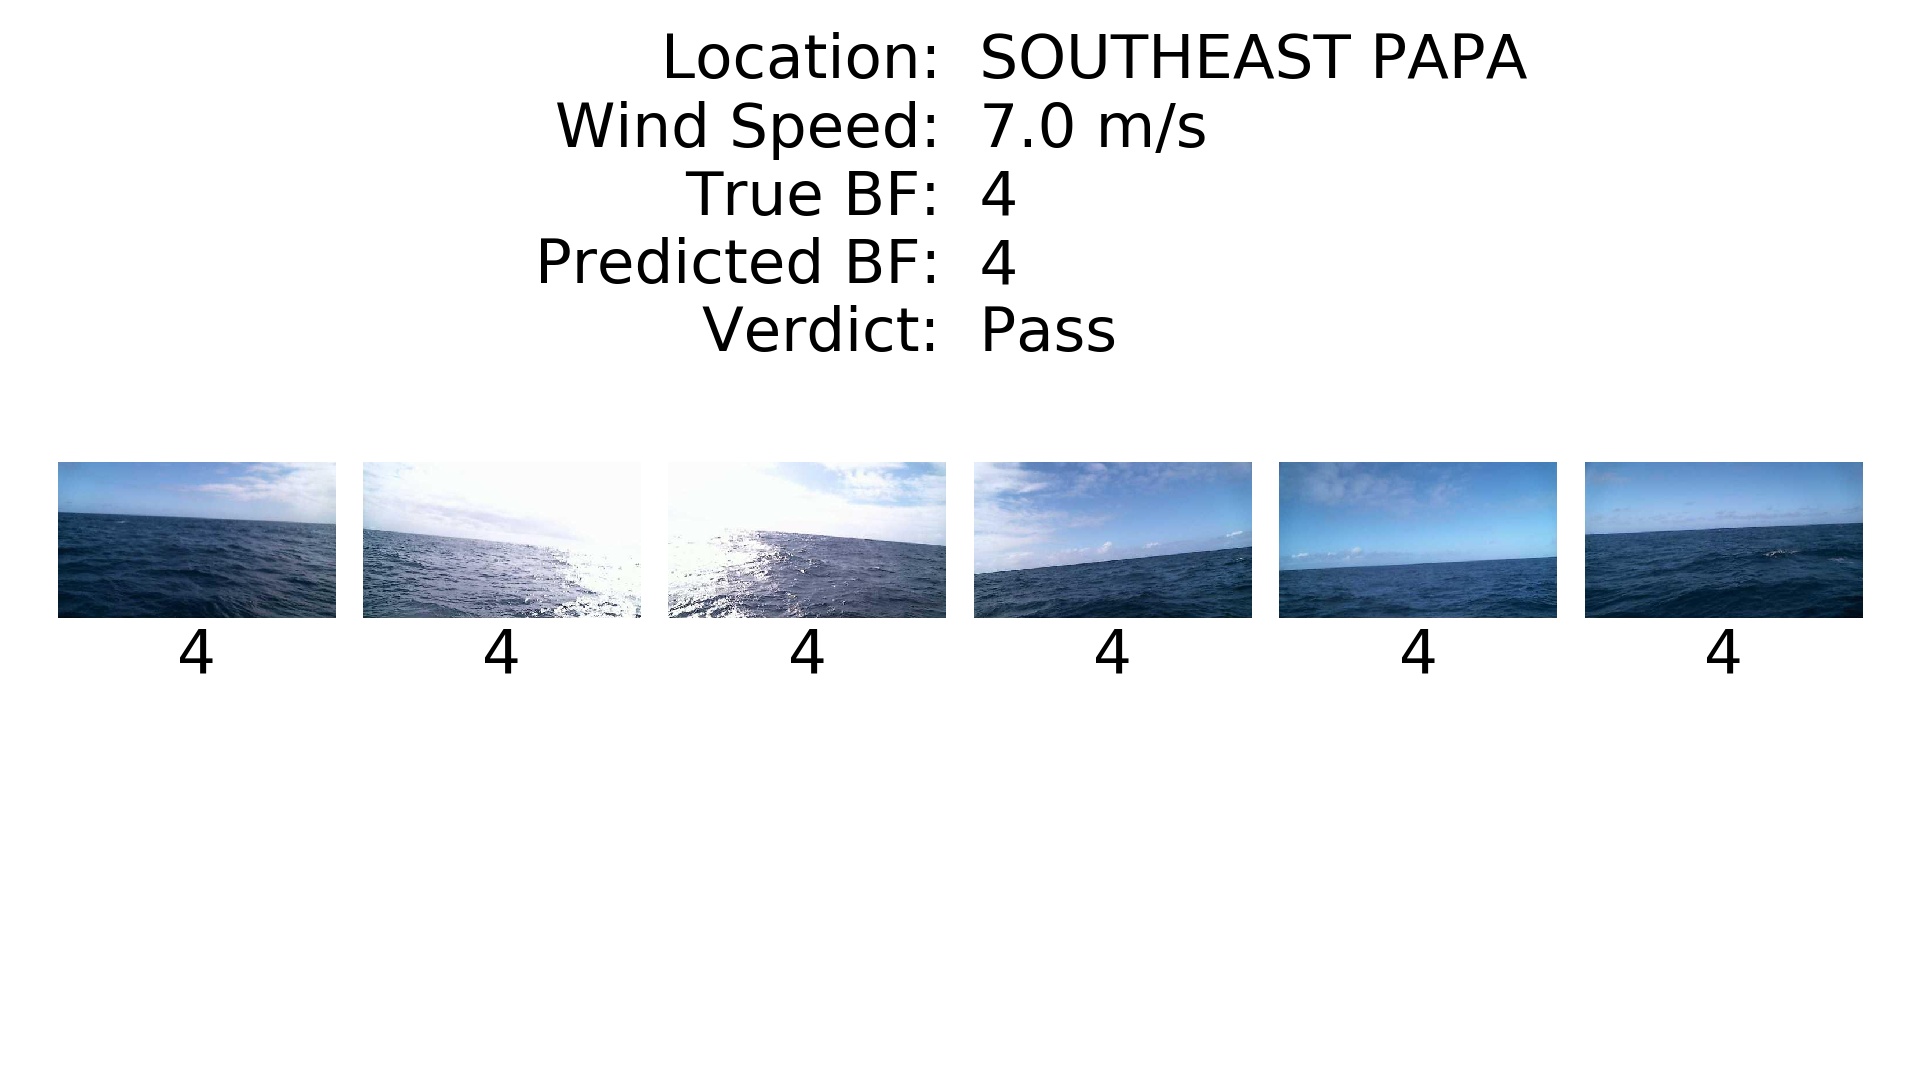 Location: SOUTHEAST PAPA
Wind Speed: 7.0 m/s
True BF: 4
Predicted BF: 4
Verdict: Pass
4 4 4 4 4 4